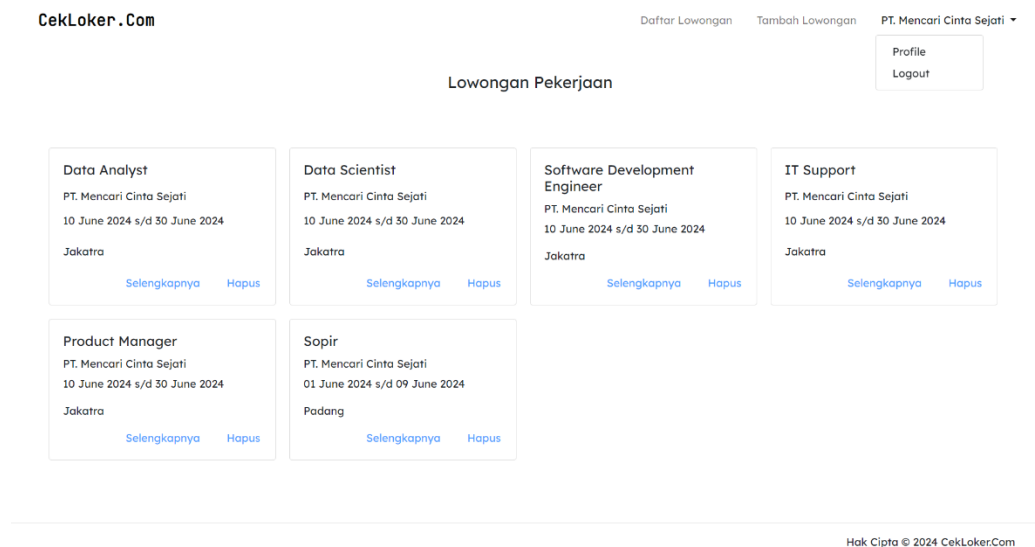 CekLoker.Com
Daftar Lowongan
Tambah Lowongan
PT. Mencari Cinta Sejati
Profile
Logout
Lowongan Pekerjaan
Data Analyst
PT. Mencari Cinta Sejati
10 June 2024 s/d 30 June 2024
Jakatra
Selengkapnya Hapus
Data Scientist
PT. Mencari Cinta Sejati
10 June 2024 s/d 30 June 2024
Jakatra
Selengkapnya Hapus
Software Development
Engineer
PT. Mencari Cinta Sejati
10 June 2024 s/d 30 June 2024
Jakatra
Selengkapnya Hapus
IT Support
PT. Mencari Cinta Sejati
10 June 2024 s/d 30 June 2024
Jakatra
Selengkapnya Hapus
Product Manager
PT. Mencari Cinta Sejati
10 June 2024 s/d 30 June 2024
Jakatra
Selengkapnya Hapus
Sopir
PT. Mencari Cinta Sejati
01 June 2024 s/d 09 June 2024
Padang
Selengkapnya Hapus
Hak Cipta © 2024 CekLoker.Com